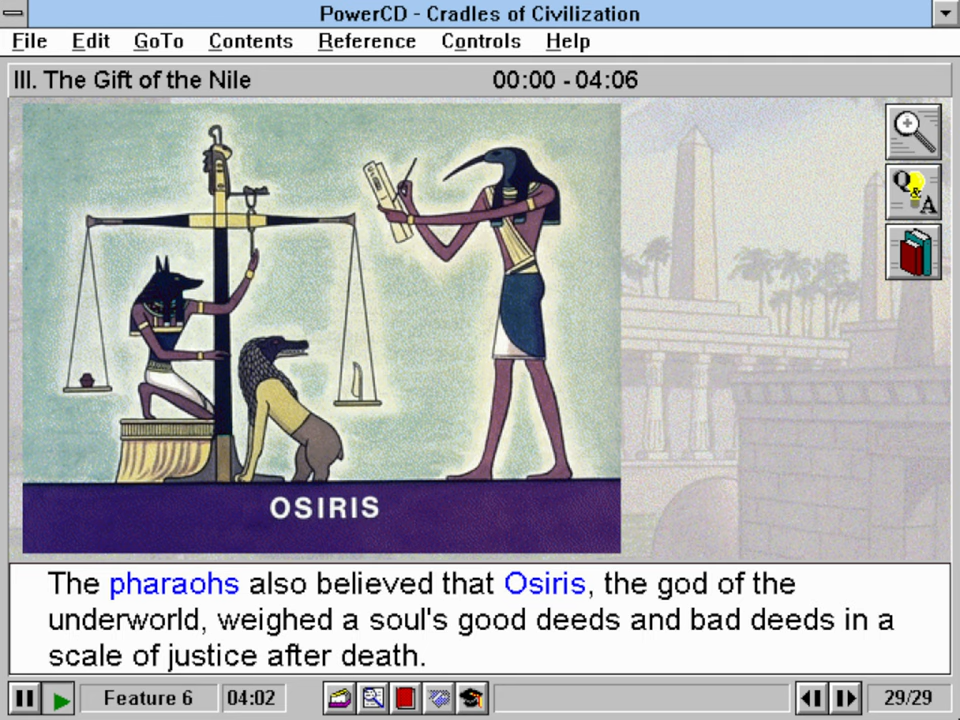 PowerCD - Cradles of Civilization
File Edit GoTo Contents Reference Controls Help
III. The Gift of the Nile 00:00 - 04:06
Q & A
OSIRIS
The pharaohs also believed that Osiris, the god of the
underworld, weighed a soul's good deeds and bad deeds in a
scale of justice after death.
Feature 6 04:02 29/29